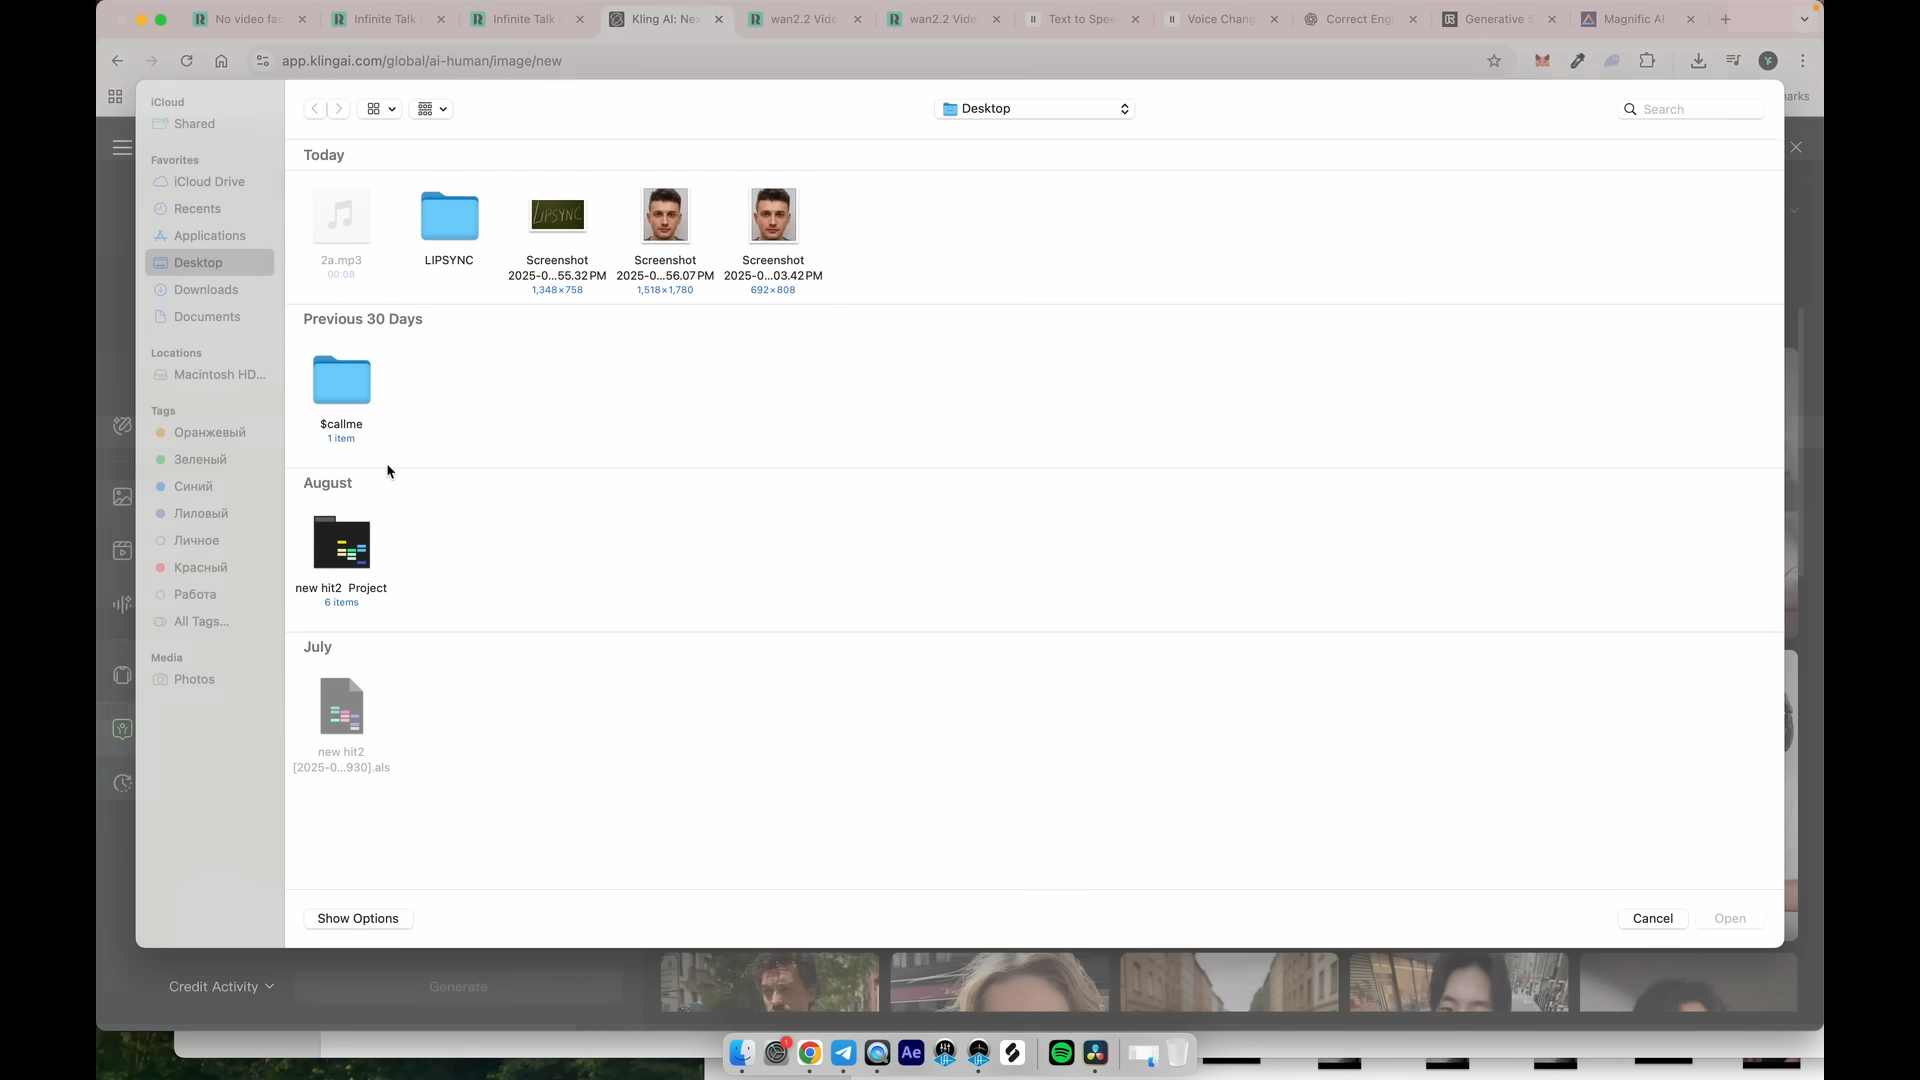 No video fac
Infinite Talk
Infinite Talk
Kling AI: Nex
wan2.2 Vide
wan2.2 Vide
Text to Spee
Voice Chang
Correct Engl
Generative S
Magnific AI
app.klingai.com/global/ai-human/image/new
iCloud
Shared
Favorites
iCloud Drive
Recents
Applications
Desktop
Downloads
Documents
Locations
Macintosh HD...
Tags
Оранжевый
Зеленый
Синий
Лиловый
Личное
Красный
Работа
All Tags...
Media
Photos
Desktop
Search
Today
2a.mp3
00:08
LIPSYNC
LIPSYNC
Screenshot
2025-0...55.32 PM
1,348×758
Screenshot
2025-0...56.07 PM
1,518×1,780
Screenshot
2025-0...03.42 PM
692×808
Previous 30 Days
$callme
1 item
August
new hit2 Project
6 items
July
new hit2
[2025-0...930].als
Show Options
Cancel
Open
Credit Activity
Generate
Ae
1